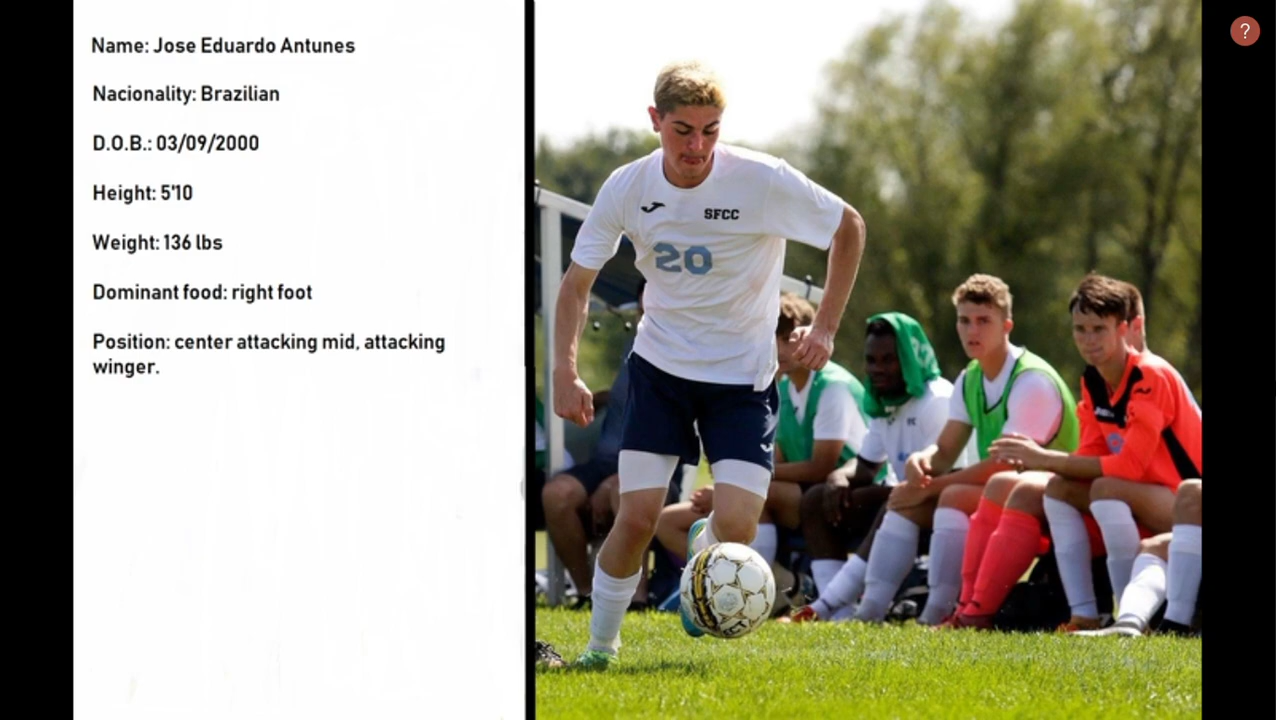 Name: Jose Eduardo Antunes
Nacionality: Brazilian
D.O.B.: 03/09/2000
Height: 5'10
Weight: 136 lbs
Dominant food: right foot
Position: center attacking mid, attacking
winger.
SFCC
20
?